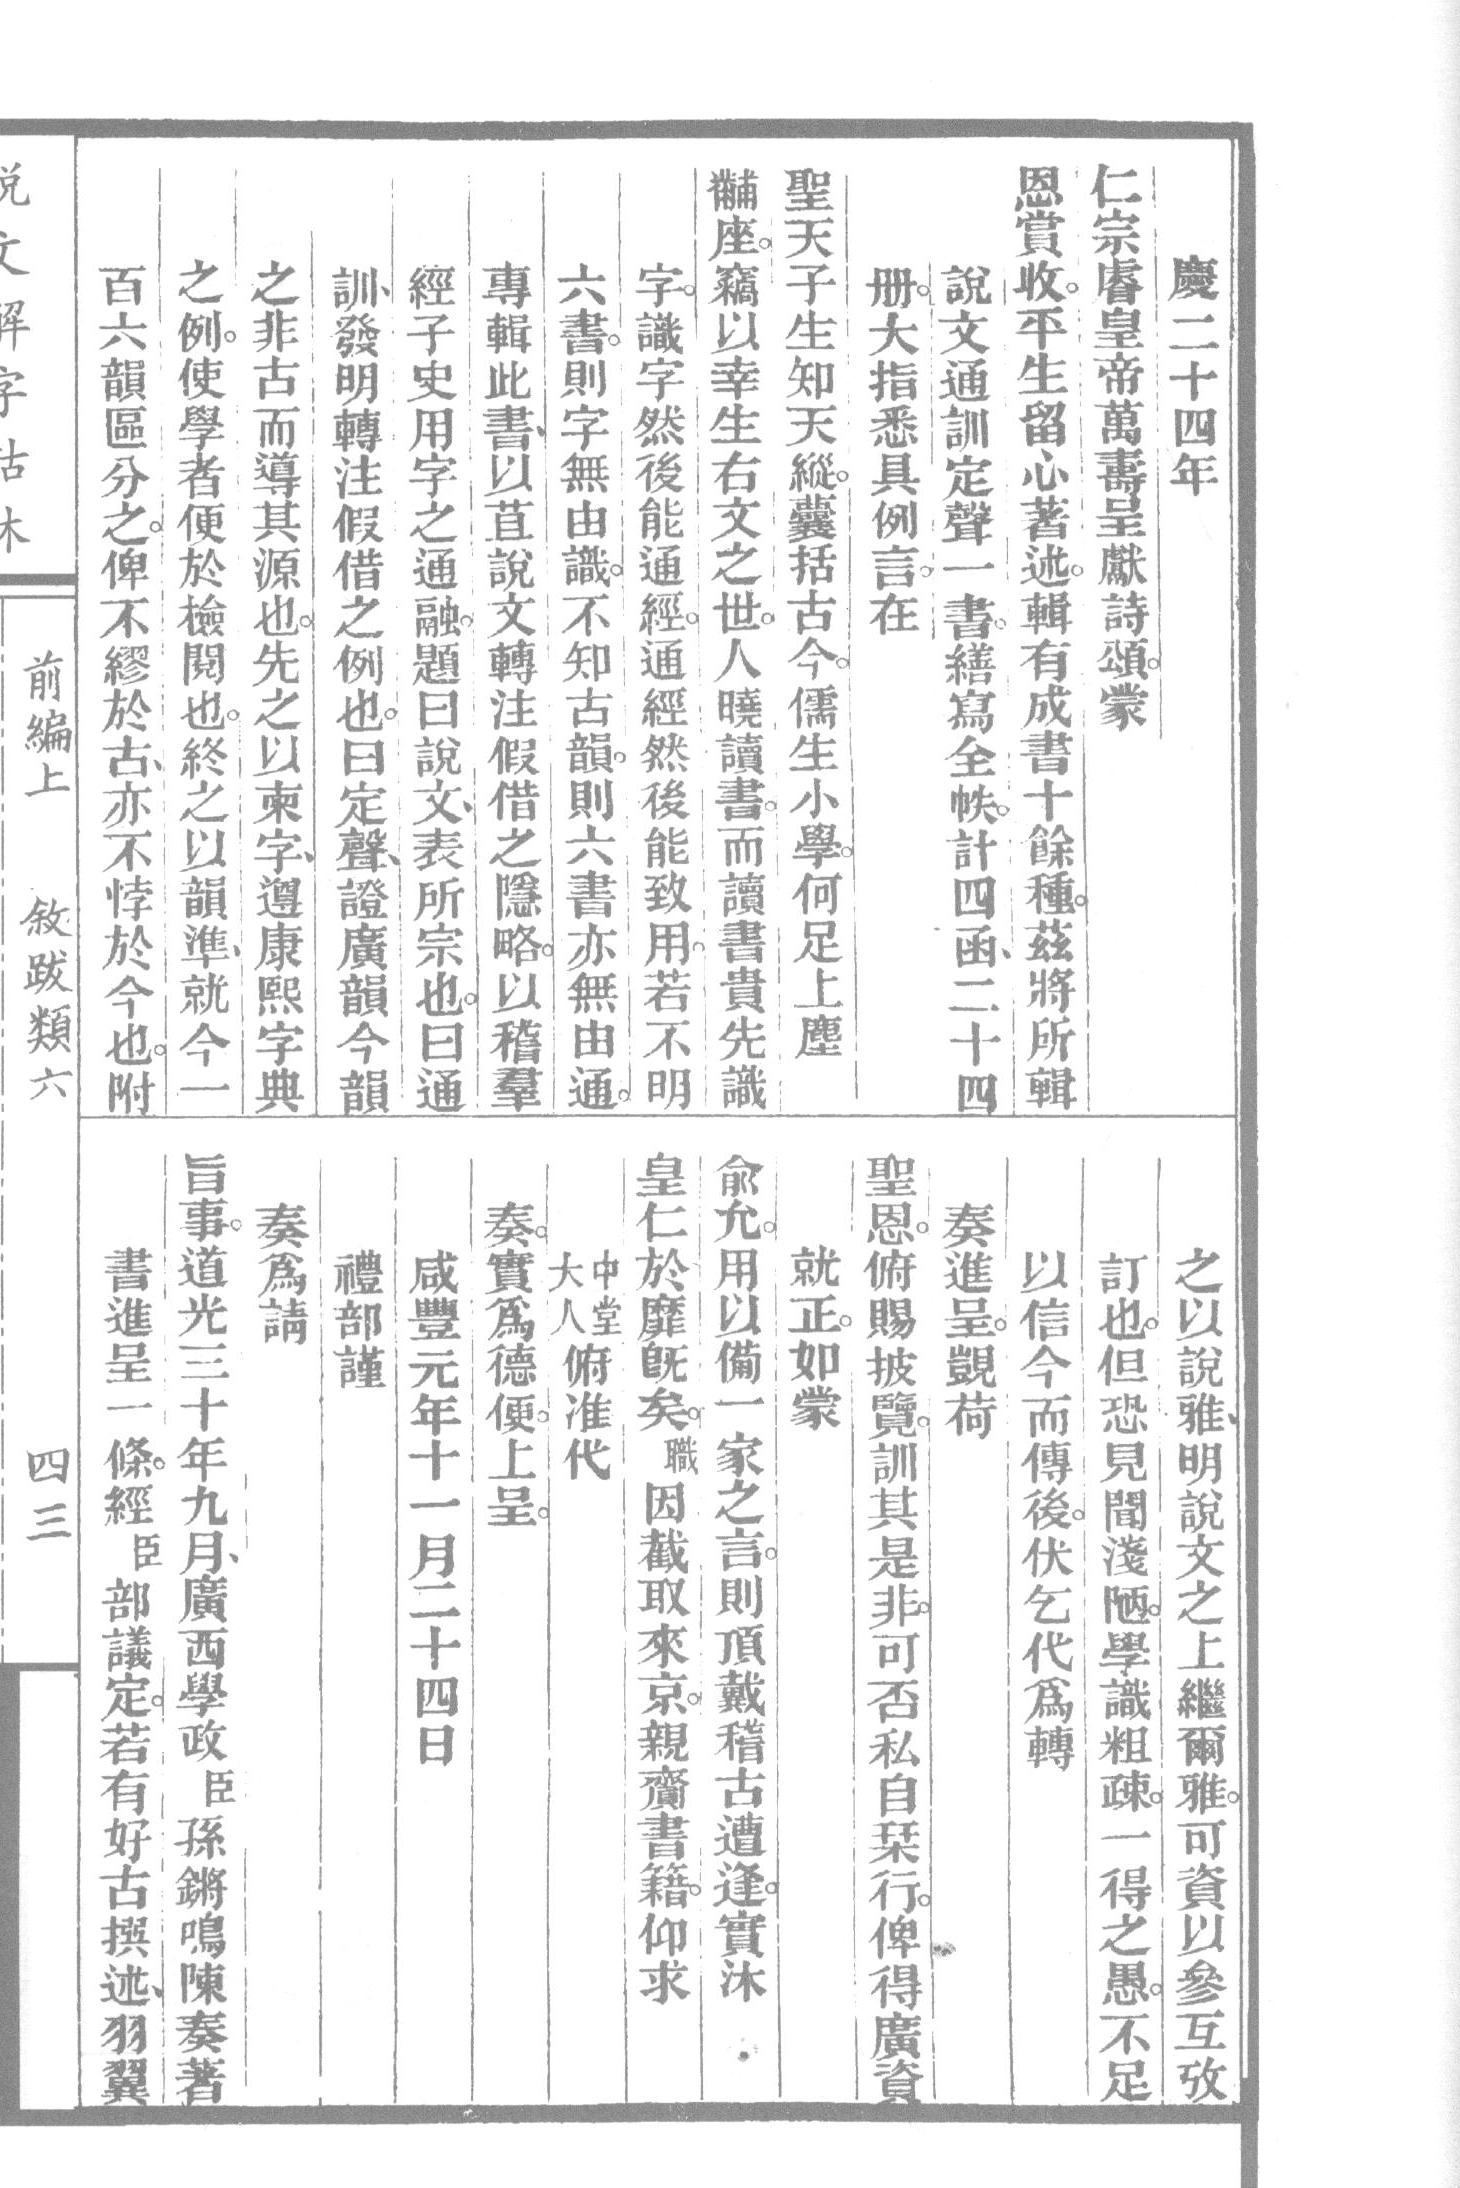 慶二十四年
仁宗睿皇帝萬壽呈獻詩頌。蒙
恩賞收。平生留心著述。輯有成書十餘種。茲將所輯
說文通訓定聲一書。繕寫全帙。計四函、二十四
册。大指悉具例言。在
聖天子生知天縱。囊括古今。儒生小學。何足上塵
黼座。竊以幸生右文之世。人曉讀書。而讀書貴先識
字。識字然後能通經。通經然後能致用。若不明
六書。則字無由識。不知古韻。則六書亦無由通。
專輯此書、以苴說文轉注假借之隱略。以稽羣
經子史用字之通融。題曰說文、表所宗也。曰通
訓、發明轉注假借之例也。曰定聲、證廣韻今韻
之非古而導其源也。先之以柬字、遵康熙字典
之例。使學者便於檢閱也。終之以韻準、就今一
百六韻區分之。俾不繆於古、亦不悖於今也。附
之以說雅、明說文之上繼爾雅。可資以參互攷
訂也。但恐見聞淺陋。學識粗疎。一得之愚。不足
以信今而傳後。伏乞代爲轉
奏進呈。覬荷
聖恩。俯賜披覽。訓其是非。可否私自栞行。俾得廣資
就正。如蒙
俞允。用以備一家之言。則頂戴稽古遭逢。實沐
皇仁於靡旣矣。職因截取來京。親齎書籍。仰求
中堂
大人俯准代
奏。實爲德便。上呈。
咸豐元年十一月二十四日
禮部謹
奏爲請
旨事。道光三十年九月、廣西學政臣孫鏘鳴陳奏著
書進呈一條。經臣部議定。若有好古撰述、羽翼
前編上　敘跋類六　四三